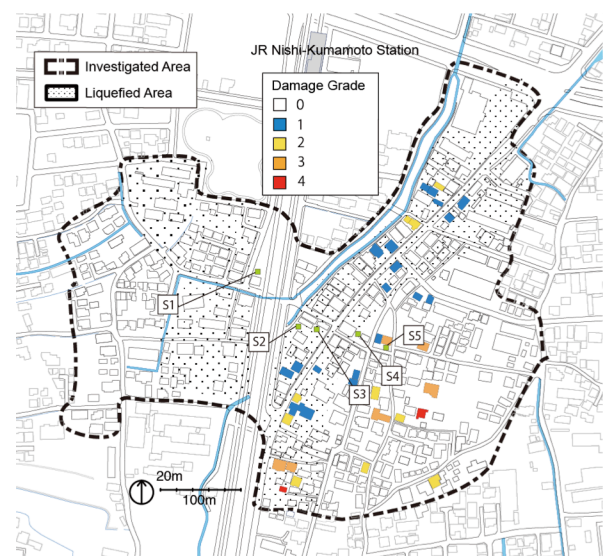 JR Nishi-Kumamoto Station
Investigated Area
Liquefied Area
Damage Grade
0
1
2
3
4
S1
S2
S5
S4
S3
20m
100m